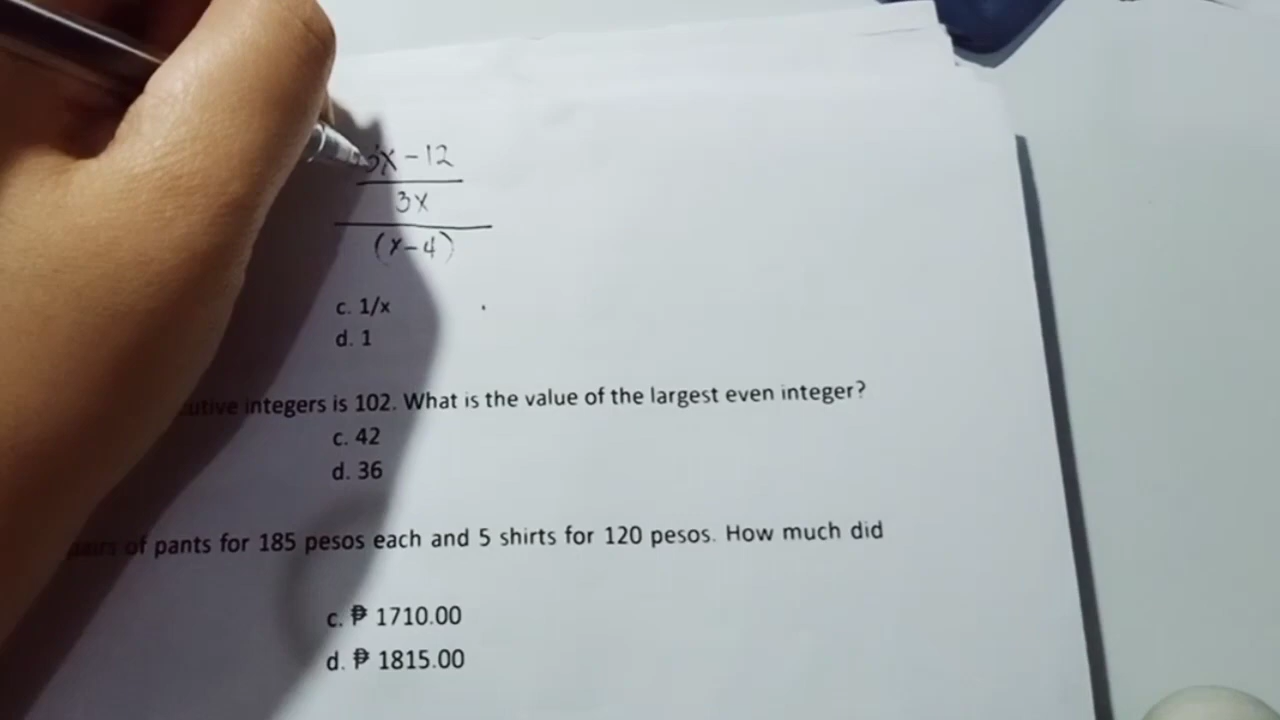 3x - 12
3x
(x-4)
c. 1/x
d. 1
integers is 102. What is the value of the largest even integer?
c. 42
d. 36
of pants for 185 pesos each and 5 shirts for 120 pesos. How much did
c. ₱ 1710.00
d. ₱ 1815.00